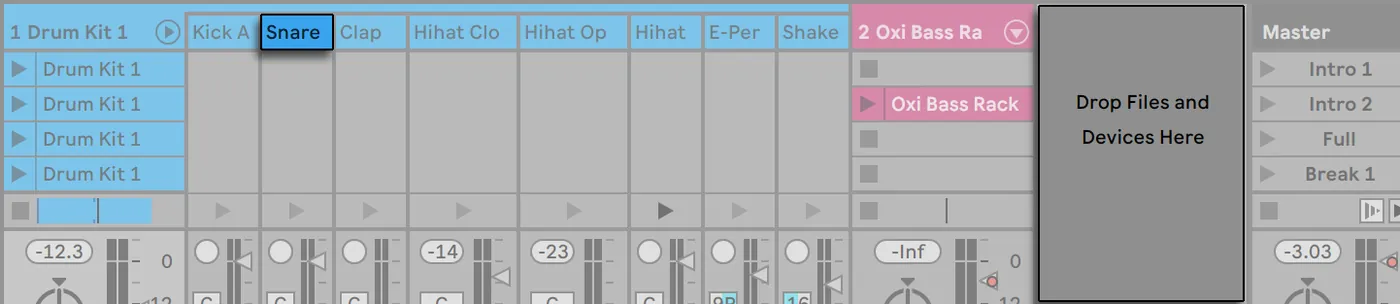 1 Drum Kit 1
Kick A
Snare
Clap
Hihat Clo
Hihat Op
Hihat
E-Per
Shake
2 Oxi Bass Ra
Master
Drum Kit 1
Intro 1
Drum Kit 1
Oxi Bass Rack
Drop Files and
Devices Here
Intro 2
Drum Kit 1
Full
Drum Kit 1
Break 1
-12.3
0
-14
-23
-Inf
0
-3.03
12
C
C
C
C
C
C
16
12